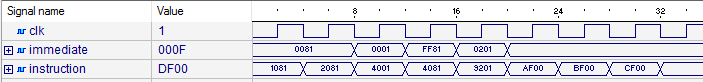 Signal name Value 8 16 24 32
clk 1
immediate 000F 0081 0001 FF81 0201
instruction DF00 1081 2081 4001 4081 9201 AF00 BF00 CF00